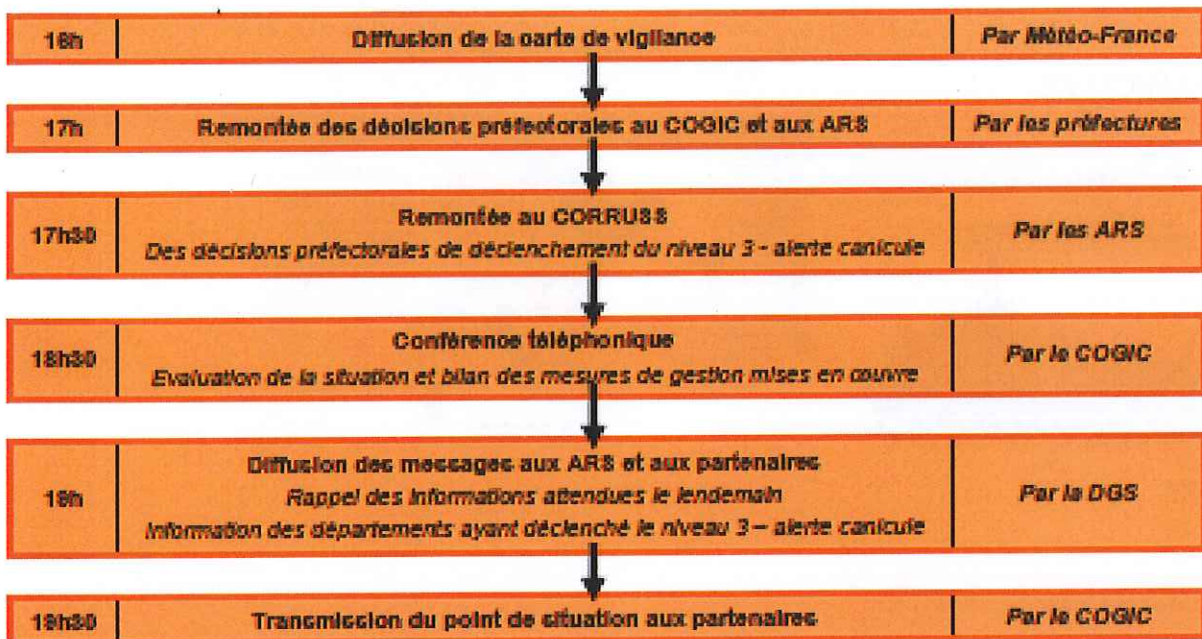 16h Diffusion de la carte de vigilance Par Météo-France
17h Remontée des décisions préfectorales au COGIC et aux ARS Par les préfectures
17h30 Remontée au CORRUSS Par les ARS
Des décisions préfectorales de déclenchement du niveau 3 - alerte canicule
18h30 Conférence téléphonique Par le COGIC
Evaluation de la situation et bilan des mesures de gestion mises en œuvre
19h Diffusion des messages aux ARS et aux partenaires Par la DGS
Rappel des informations attendues le lendemain
Information des départements ayant déclenché le niveau 3 – alerte canicule
19h30 Transmission du point de situation aux partenaires Par le COGIC